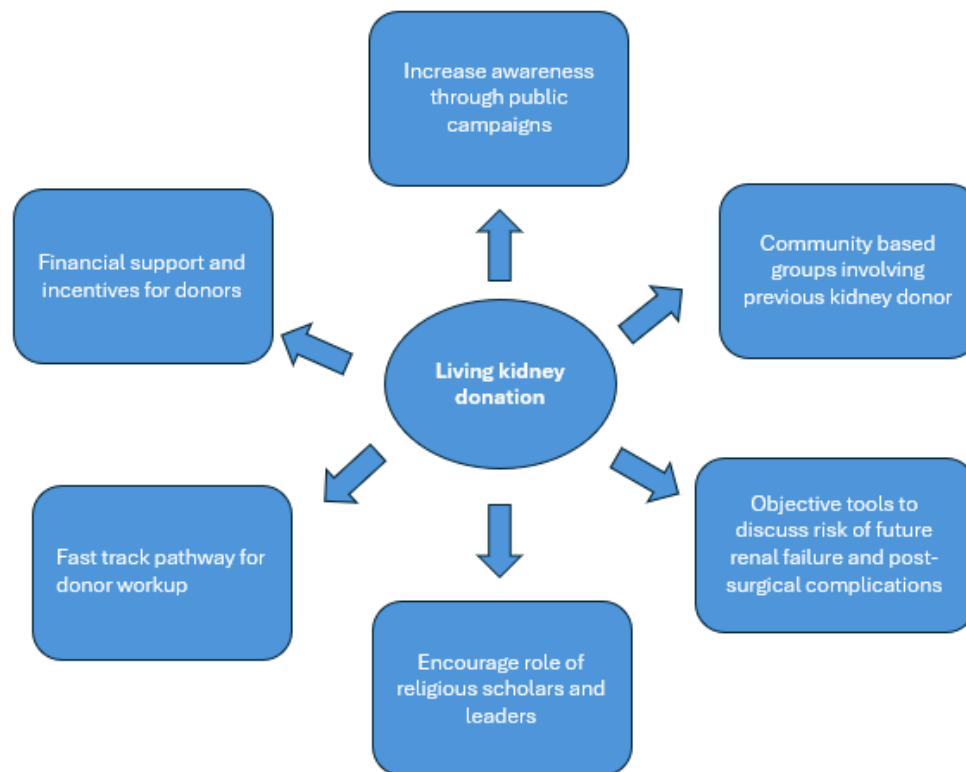 Increase awareness
through public
campaigns
Financial support and
incentives for donors
Community based
groups involving
previous kidney donor
Living kidney
donation
Fast track pathway for
donor workup
Objective tools to
discuss risk of future
renal failure and post-
surgical complications
Encourage role of
religious scholars and
leaders